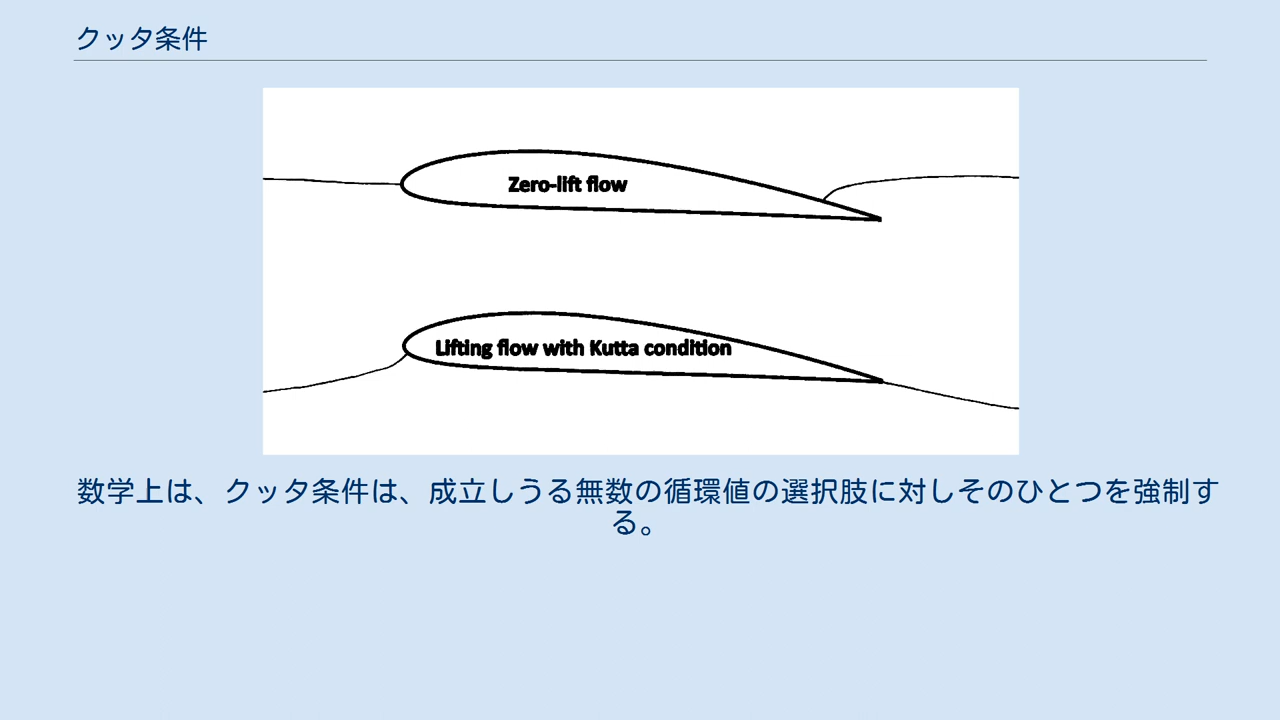 クッタ条件
Zero-lift flow
Lifting flow with Kutta condition
数学上は、クッタ条件は、成立しうる無数の循環値の選択肢に対しそのひとつを強制す
る。